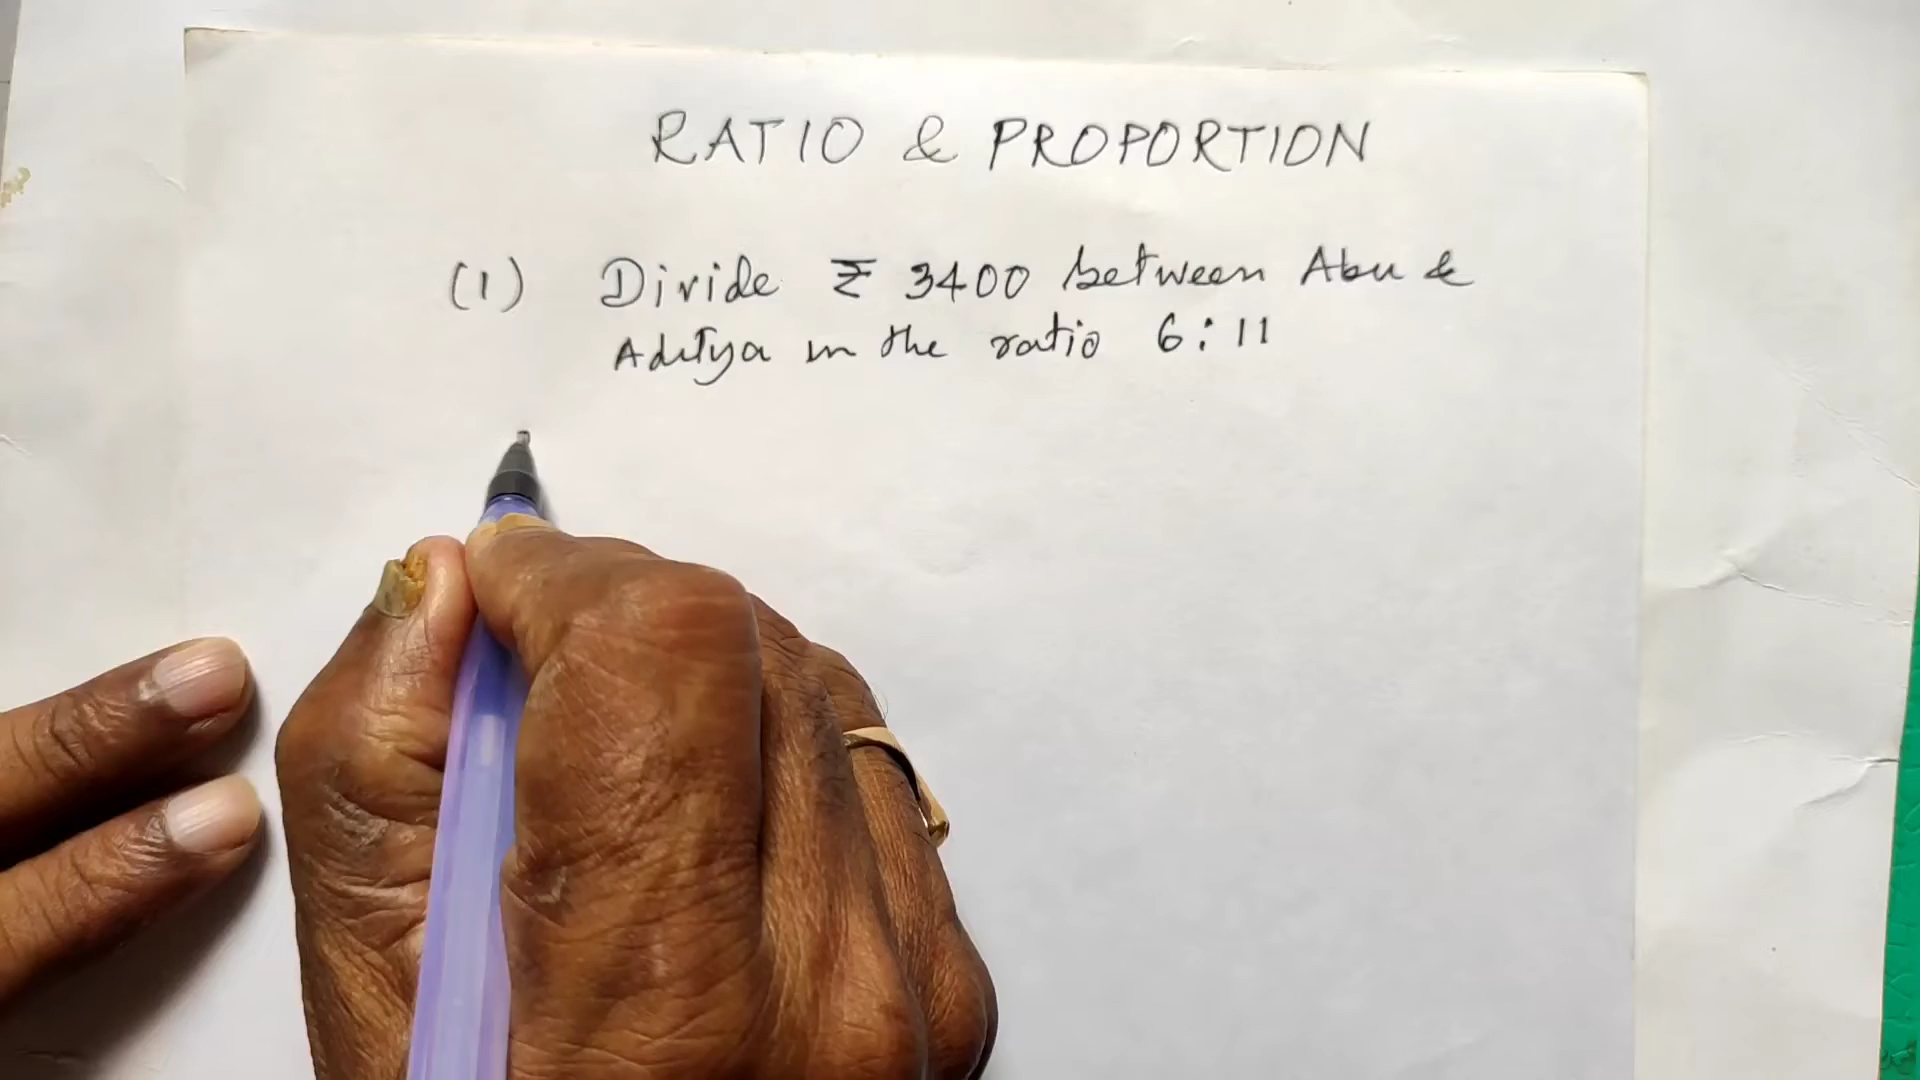 RATIO & PROPORTION
(1) Divide ₹ 3400 between Abu &
Aditya in the ratio 6:11